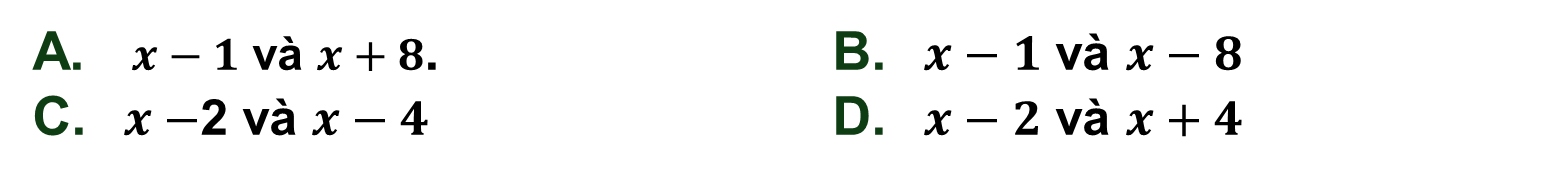 A. x − 1 và x + 8. B. x − 1 và x − 8
C. x −2 và x − 4 D. x − 2 và x + 4